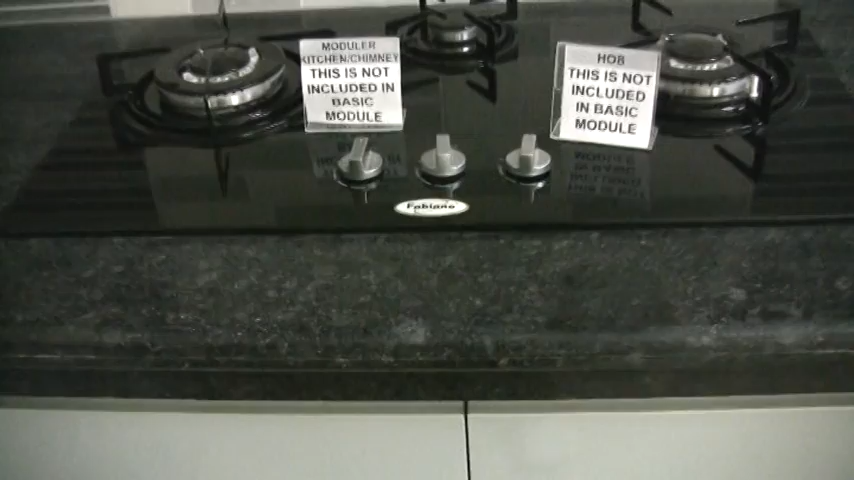 MODULER
KITCHEN/CHIMNEY
THIS IS NOT
INCLUDED IN
BASIC
MODULE
HOB
THIS IS NOT
INCLUDED
IN BASIC
MODULE
Fabiano